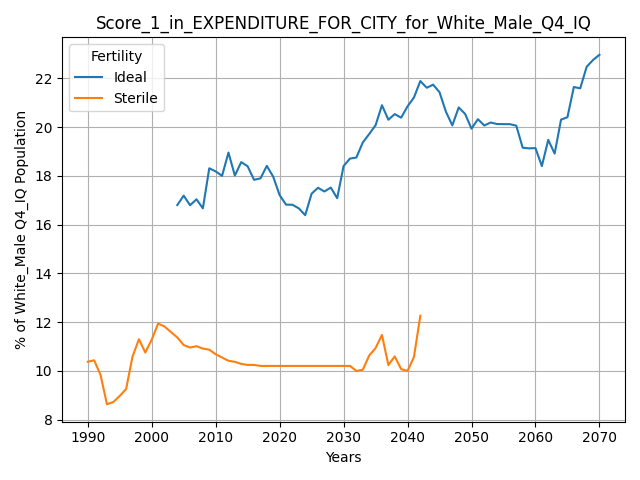 Score_1_in_EXPENDITURE_FOR_CITY_for_White_Male_Q4_IQ
Fertility
Ideal
Sterile
% of White_Male Q4_IQ Population
22
20
18
16
14
12
10
8
1990
2000
2010
2020
2030
2040
2050
2060
2070
Years